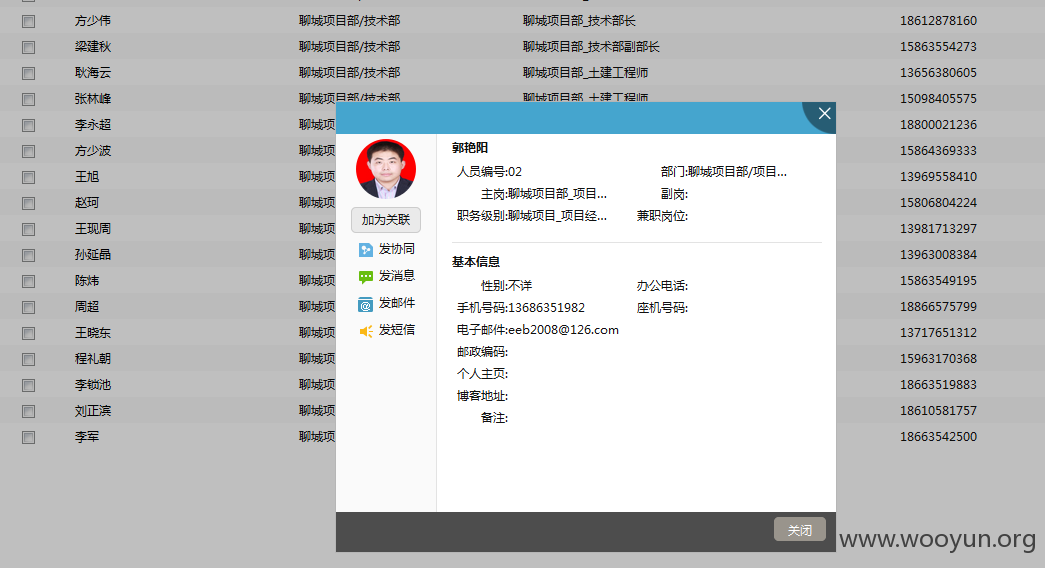 方少伟 聊城项目部/技术部 聊城项目部_技术部长 18612878160
梁建秋 聊城项目部/技术部 聊城项目部_技术部副部长 15863554273
耿海云 聊城项目部/技术部 聊城项目部_土建工程师 13656380605
张林峰 聊城项目部/技术部 聊城项目部_土建工程师 15098405575
李永超 聊城项 18800021236
方少波 聊城项 15864369333
王旭 聊城项 13969558410
赵珂 聊城项 15806804224
王现周 聊城项 13981713297
孙延晶 聊城项 13963008384
陈炜 聊城项 15863549195
周超 聊城项 18866575799
王晓东 聊城项 13717651312
程礼朝 聊城项 15963170368
李锁池 聊城项 18663519883
刘正滨 聊城项 18610581757
李军 聊城项 18663542500
加为关联
发协同
发消息
发邮件
发短信
郭艳阳
人员编号:02 部门:聊城项目部/项目...
主岗:聊城项目部_项目... 副岗:
职务级别:聊城项目_项目经... 兼职岗位:
基本信息
性别:不详 办公电话:
手机号码:13686351982 座机号码:
电子邮件:eeb2008@126.com
邮政编码:
个人主页:
博客地址:
备注:
关闭
www.wooyun.org